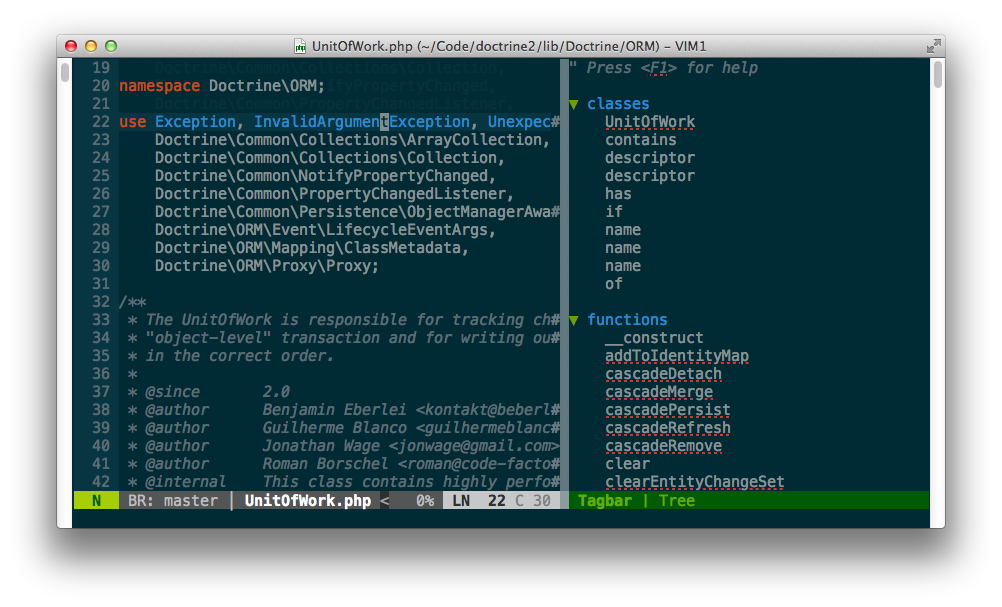 UnitOfWork.php (~/Code/doctrine2/lib/Doctrine/ORM) – VIM1
19
20 namespace Doctrine\ORM;
21
22 use Exception, InvalidArgumentException, Unexpec#
23 Doctrine\Common\Collections\ArrayCollection,
24 Doctrine\Common\Collections\Collection,
25 Doctrine\Common\NotifyPropertyChanged,
26 Doctrine\Common\PropertyChangedListener,
27 Doctrine\Common\Persistence\ObjectManagerAwa#
28 Doctrine\ORM\Event\LifecycleEventArgs,
29 Doctrine\ORM\Mapping\ClassMetadata,
30 Doctrine\ORM\Proxy\Proxy;
31
32 /**
33 * The UnitOfWork is responsible for tracking ch#
34 * "object-level" transaction and for writing ou#
35 * in the correct order.
36 *
37 * @since 2.0
38 * @author Benjamin Eberlei <kontakt@beberl#
39 * @author Guilherme Blanco <guilhermeblanc#
40 * @author Jonathan Wage <jonwage@gmail.com>
41 * @author Roman Borschel <roman@code-facto#
42 * @internal This class contains highly perfo#
N BR: master | UnitOfWork.php < 0% LN 22 C 30
" Press <F1> for help
▼ classes
UnitOfWork
contains
descriptor
descriptor
has
if
name
name
name
of
▼ functions
__construct
addToIdentityMap
cascadeDetach
cascadeMerge
cascadePersist
cascadeRefresh
cascadeRemove
clear
clearEntityChangeSet
Tagbar | Tree